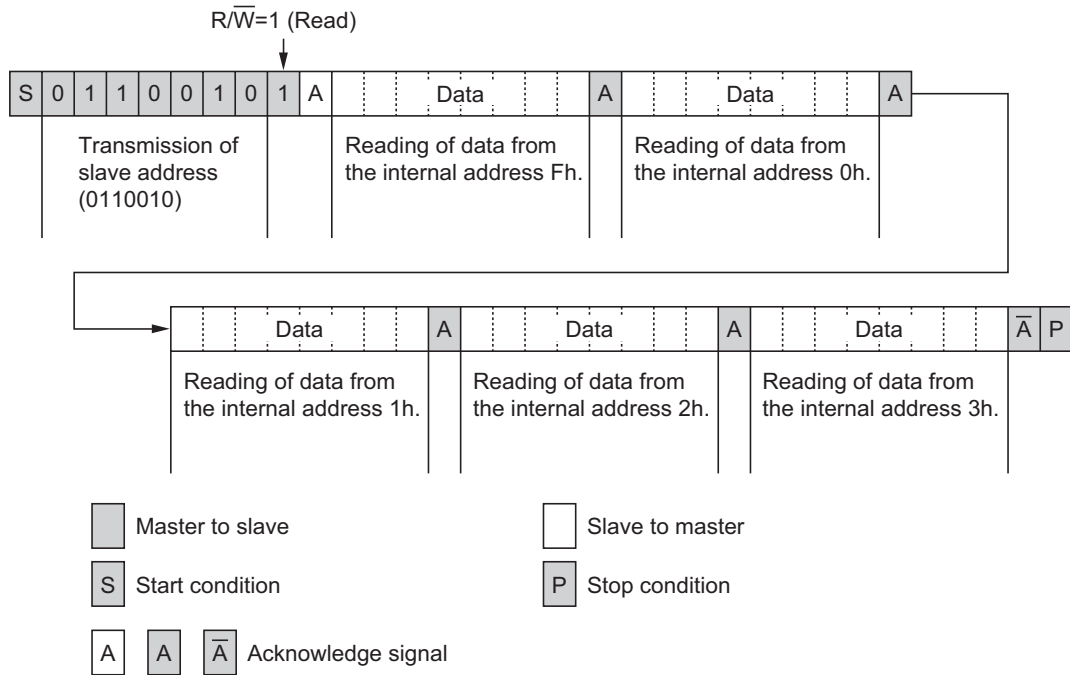 R/W̅=1 (Read)
S 0 1 1 0 0 1 0 1 A Data A Data A
Transmission of
slave address
(0110010)
Reading of data from
the internal address Fh.
Reading of data from
the internal address 0h.
Data A Data A Data A̅ P
Reading of data from
the internal address 1h.
Reading of data from
the internal address 2h.
Reading of data from
the internal address 3h.
Master to slave
Slave to master
S Start condition
P Stop condition
A A A̅ Acknowledge signal